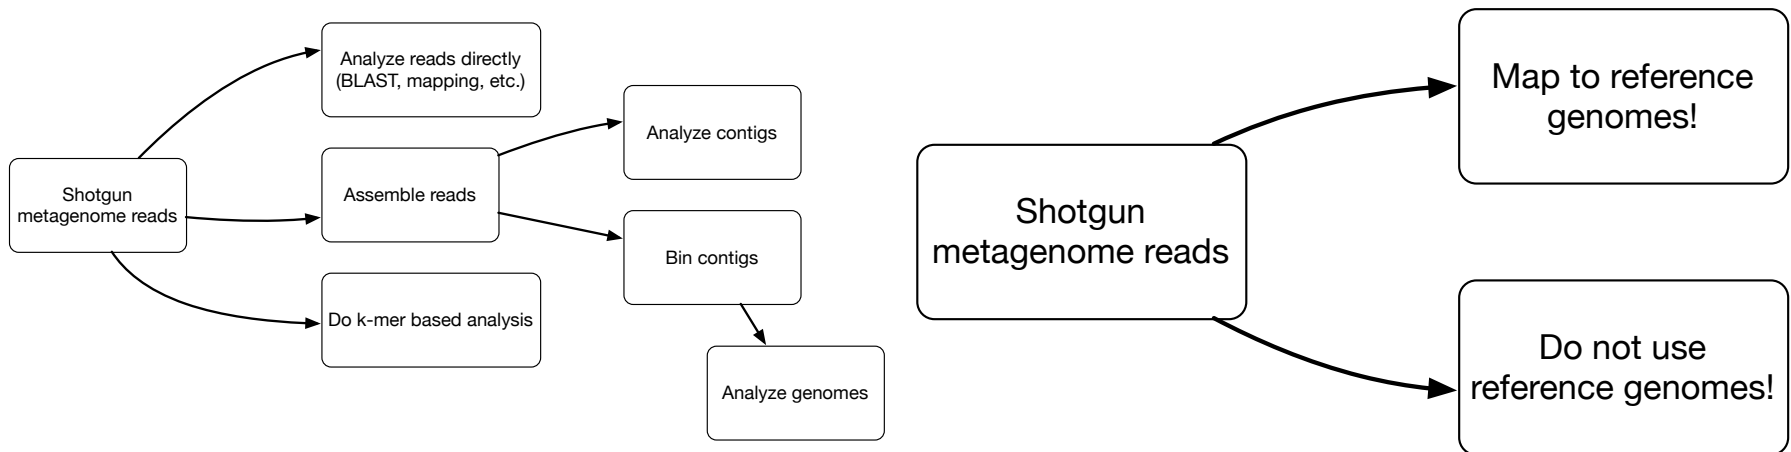 Analyze reads directly
(BLAST, mapping, etc.)
Analyze contigs
Shotgun
metagenome reads
Assemble reads
Bin contigs
Do k-mer based analysis
Analyze genomes
Shotgun
metagenome reads
Map to reference
genomes!
Do not use
reference genomes!